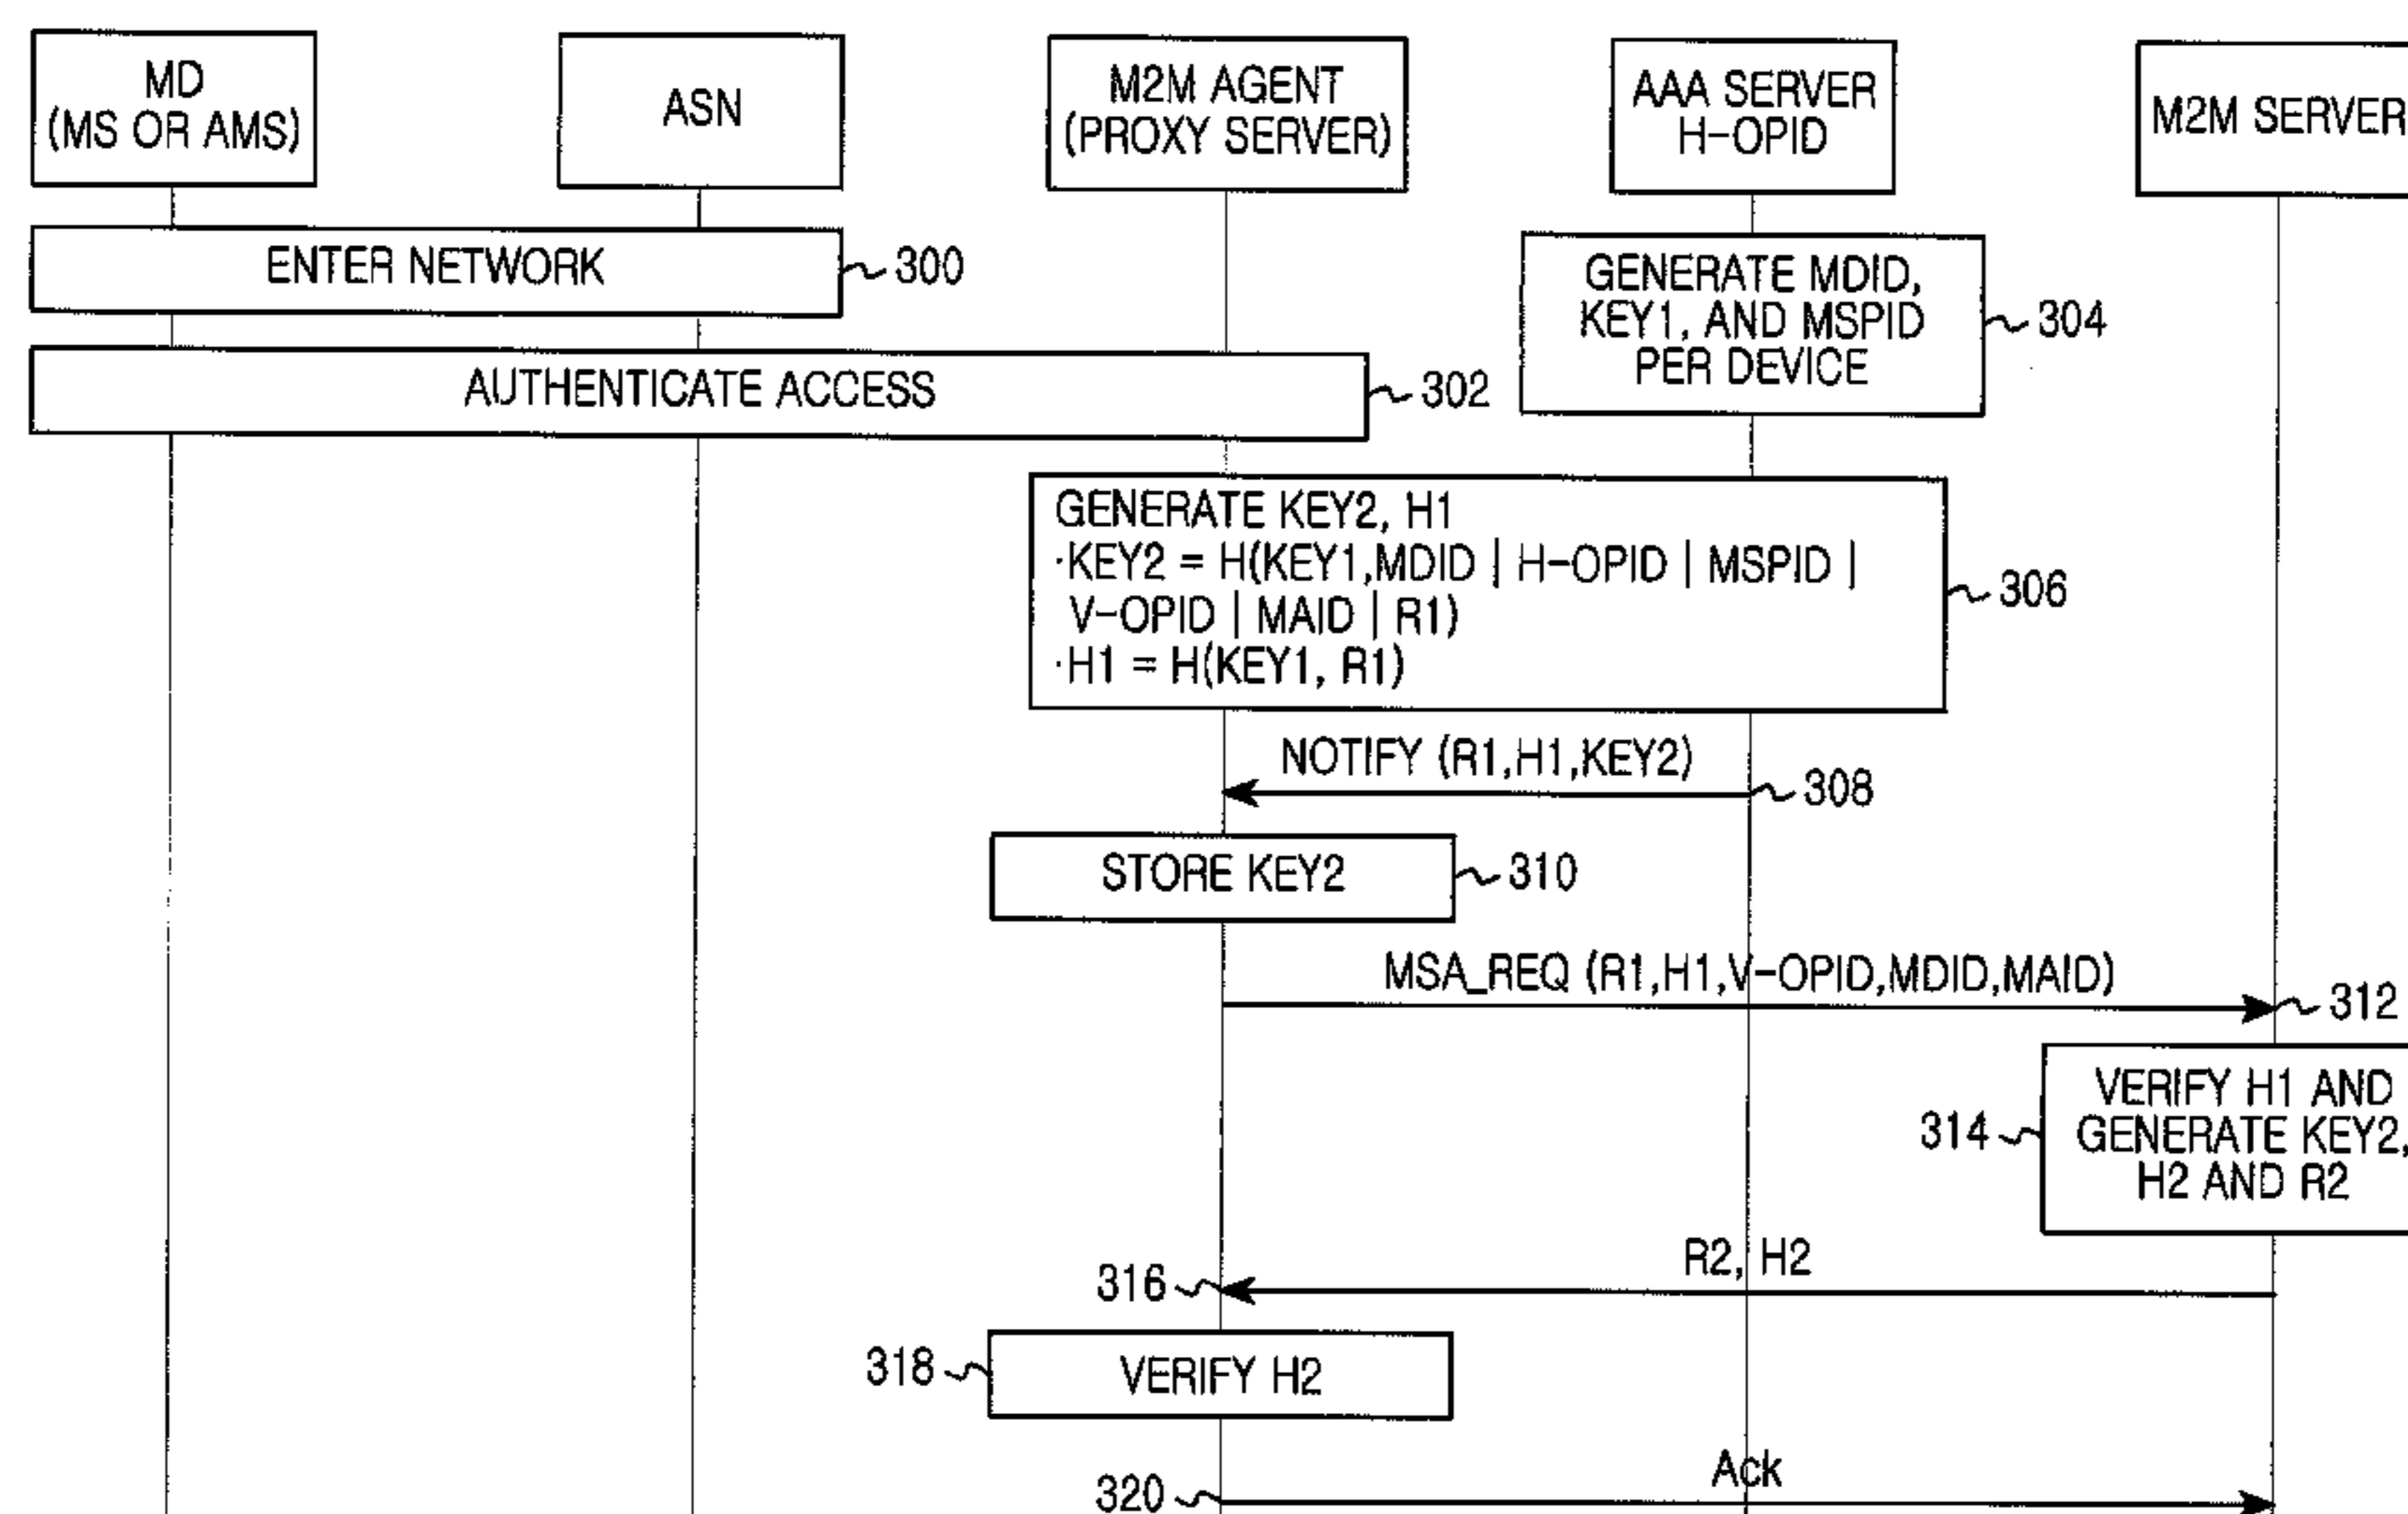 MD
(MS OR AMS)
ASN
M2M AGENT
(PROXY SERVER)
AAA SERVER
H-OPID
M2M SERVER
ENTER NETWORK
300
GENERATE MDID,
KEY1, AND MSPID
PER DEVICE
304
AUTHENTICATE ACCESS
302
GENERATE KEY2, H1
·KEY2 = H(KEY1,MDID | H-OPID | MSPID |
V-OPID | MAID | R1)
·H1 = H(KEY1, R1)
306
NOTIFY (R1,H1,KEY2)
308
STORE KEY2
310
MSA_REQ (R1,H1,V-OPID,MDID,MAID)
312
VERIFY H1 AND
GENERATE KEY2,
H2 AND R2
314
R2, H2
316
VERIFY H2
318
Ack
320